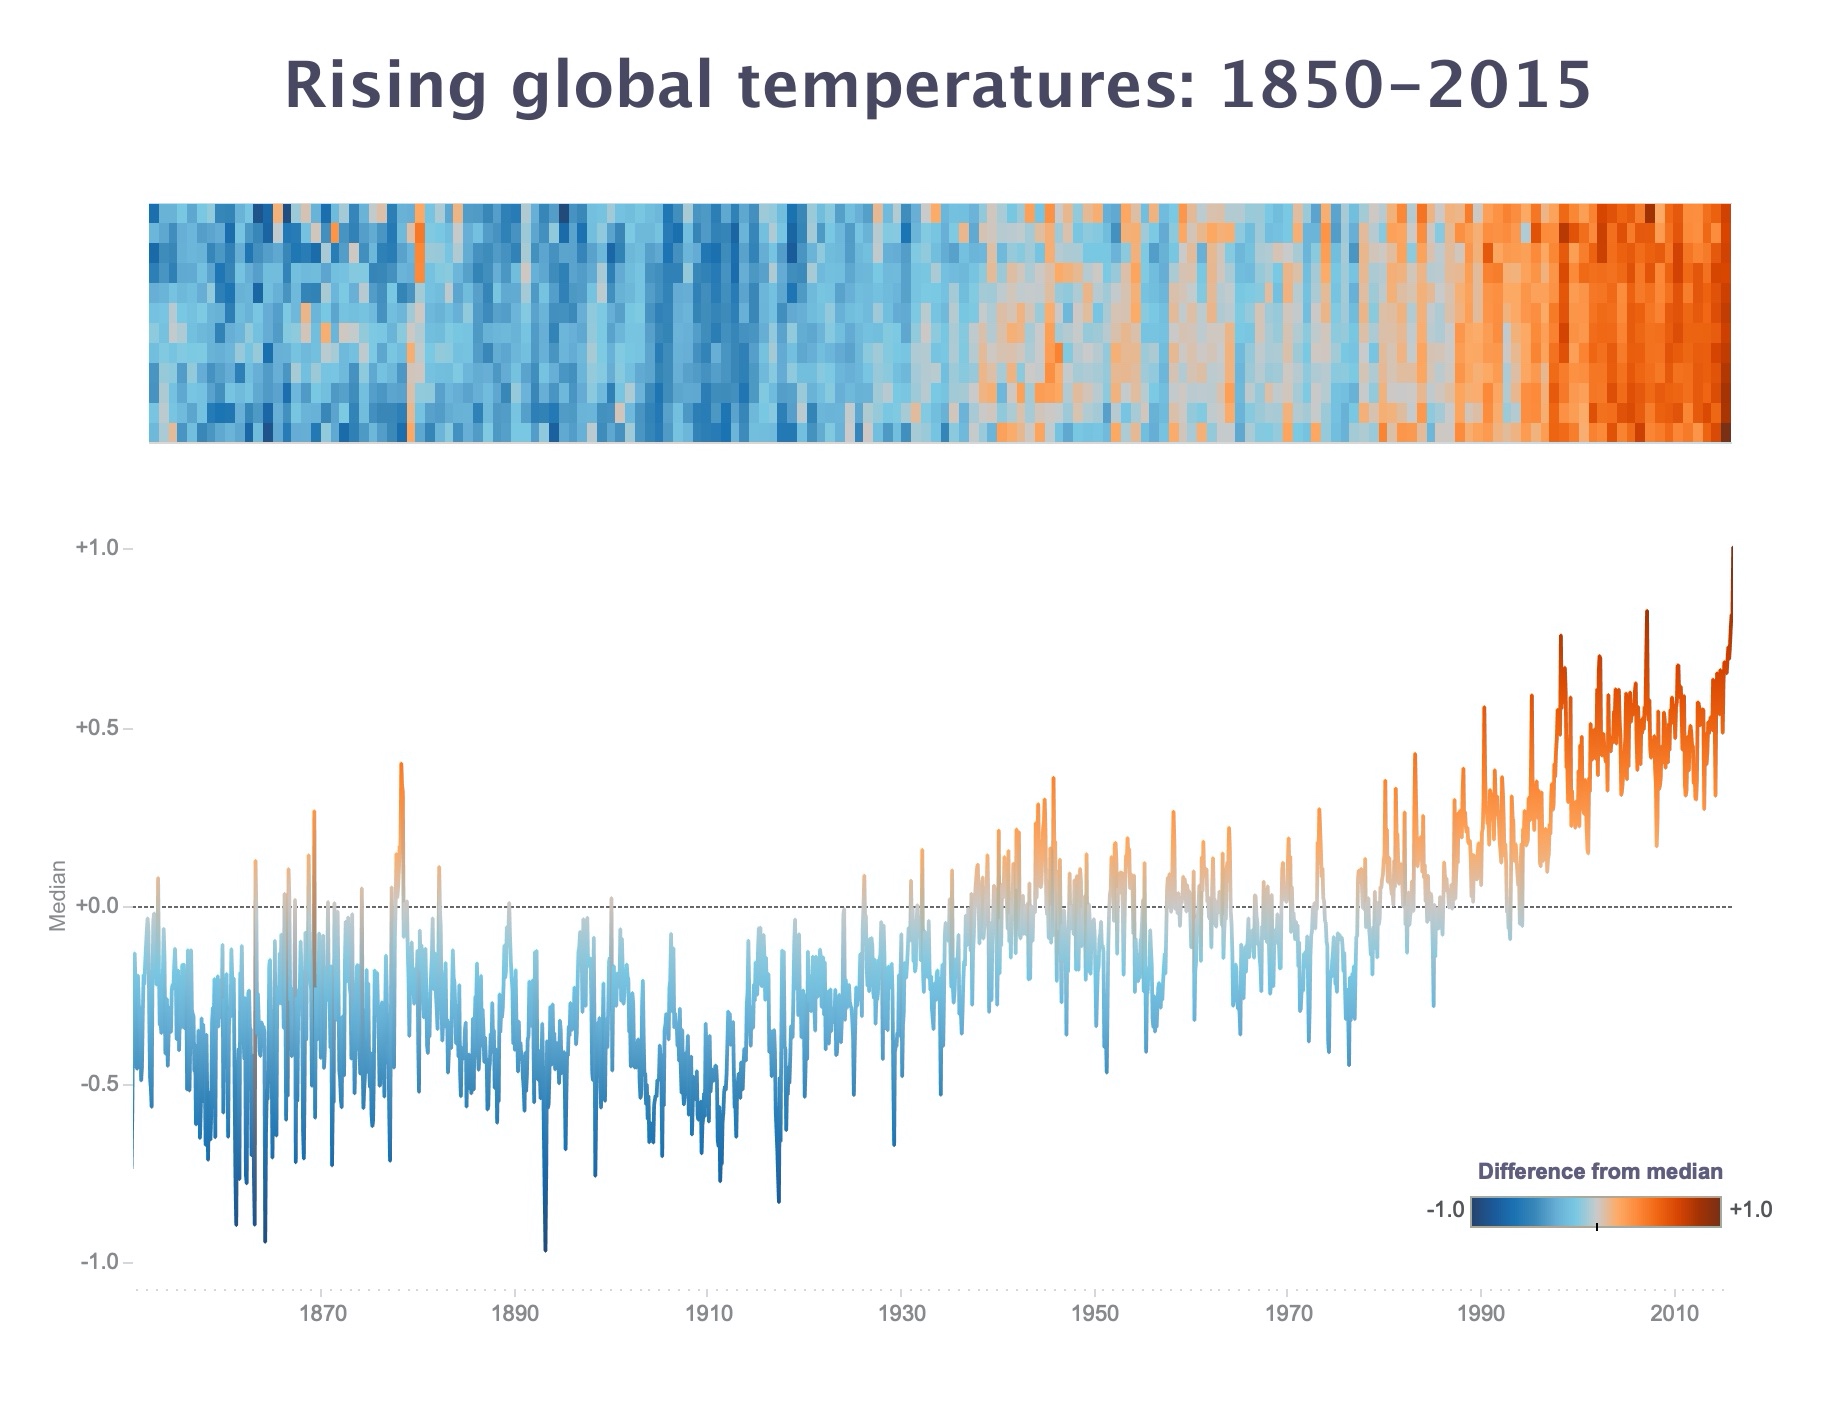 Rising global temperatures: 1850–2015
+1.0
+0.5
+0.0
-0.5
-1.0
Median
Difference from median
-1.0 +1.0
1870 1890 1910 1930 1950 1970 1990 2010